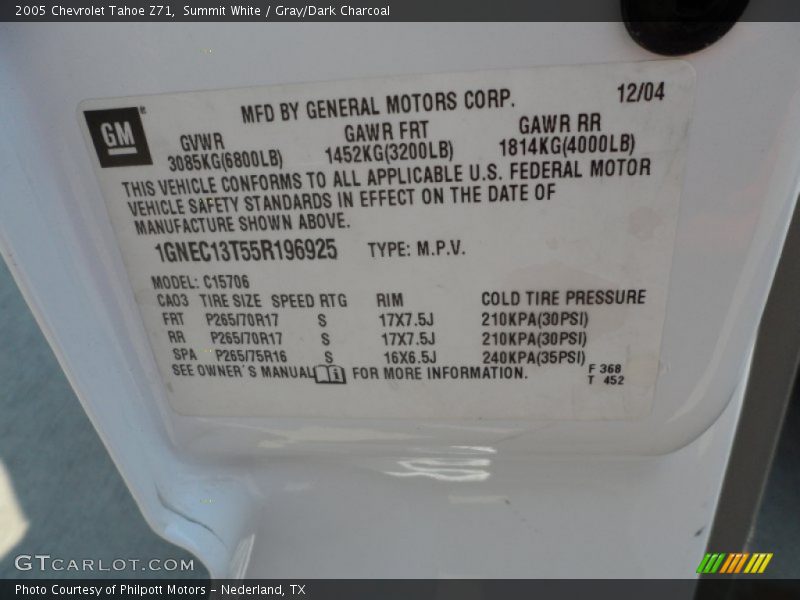 2005 Chevrolet Tahoe Z71, Summit White / Gray/Dark Charcoal
GM
MFD BY GENERAL MOTORS CORP.
12/04
GVWR GAWR FRT GAWR RR
3085KG(6800LB) 1452KG(3200LB) 1814KG(4000LB)
THIS VEHICLE CONFORMS TO ALL APPLICABLE U.S. FEDERAL MOTOR
VEHICLE SAFETY STANDARDS IN EFFECT ON THE DATE OF
MANUFACTURE SHOWN ABOVE.
1GNEC13T55R196925 TYPE: M.P.V.
MODEL: C15706
CA03 TIRE SIZE SPEED RTG RIM COLD TIRE PRESSURE
FRT P265/70R17 S 17X7.5J 210KPA(30PSI)
RR P265/70R17 S 17X7.5J 210KPA(30PSI)
SPA P265/75R16 S 16X6.5J 240KPA(35PSI)
SEE OWNER'S MANUAL FOR MORE INFORMATION.
F 368
T 452
GTCARLOT.COM
Photo Courtesy of Philpott Motors - Nederland, TX